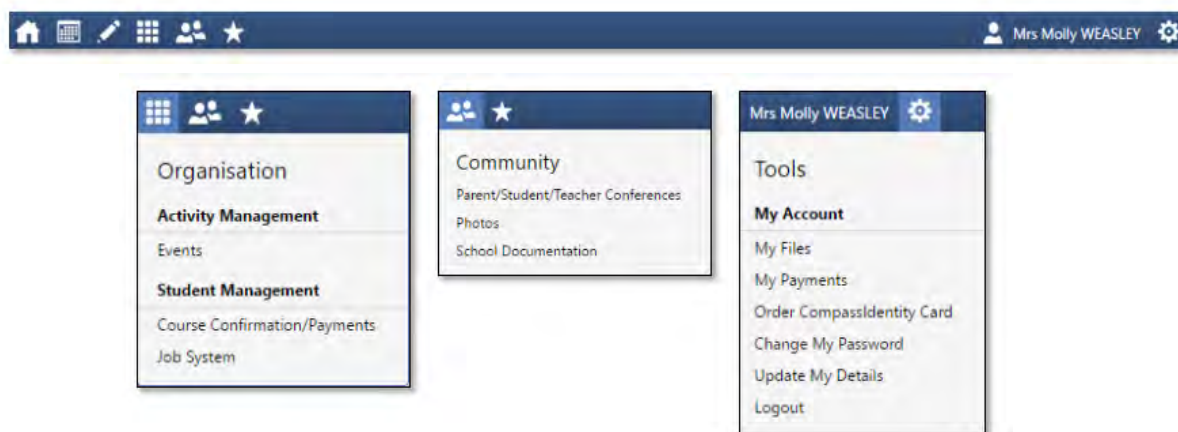 Mrs Molly WEASLEY
Organisation
Activity Management
Events
Student Management
Course Confirmation/Payments
Job System
Community
Parent/Student/Teacher Conferences
Photos
School Documentation
Mrs Molly WEASLEY
Tools
My Account
My Files
My Payments
Order CompassIdentity Card
Change My Password
Update My Details
Logout